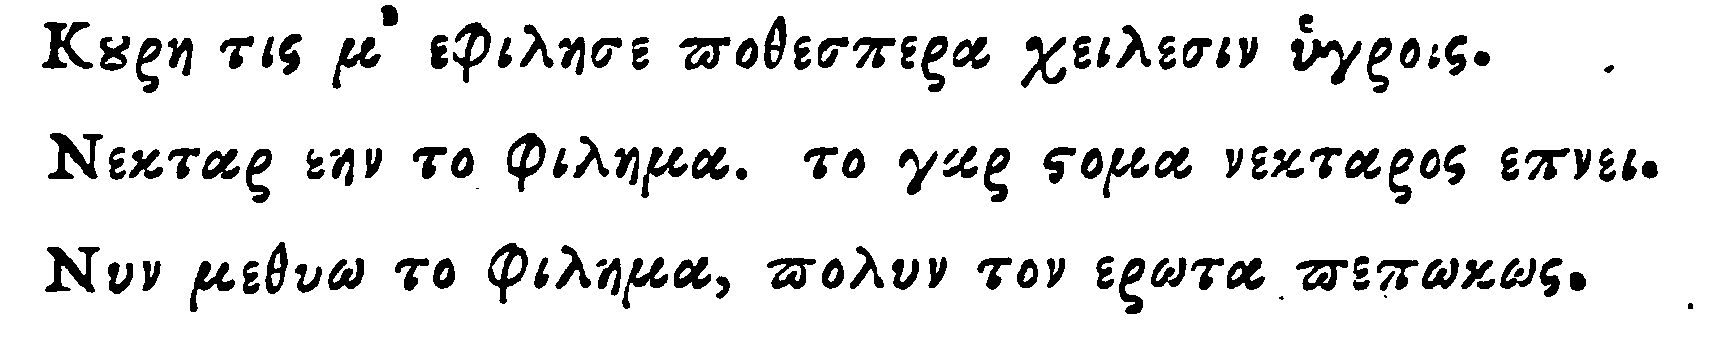 Κȣρη τις μ' εφιλησε ϖοθεσπερα χειλεσιν ὑγροις.
Νεκταρ εην το φιλημα. το γαρ ϛομα νεκταρος επνει.
Νυν μεθυω το φιλημα, ϖολυν τον ερωτα ϖεπωκως.